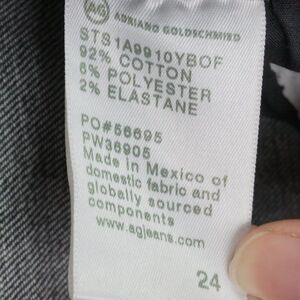 AG ADRIANO GOLDSCHMIED
STS1A9910YBOF
92% COTTON
6% POLYESTER
2% ELASTANE
PO#56695
PW36905
Made in Mexico of
domestic fabric and
globally sourced
components
www.agjeans.com
24